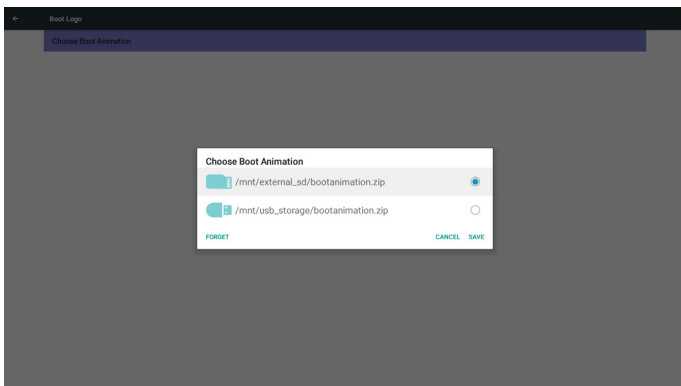 Boot Logo
Choose Boot Animation
Choose Boot Animation
/mnt/external_sd/bootanimation.zip
/mnt/usb_storage/bootanimation.zip
FORGET CANCEL SAVE